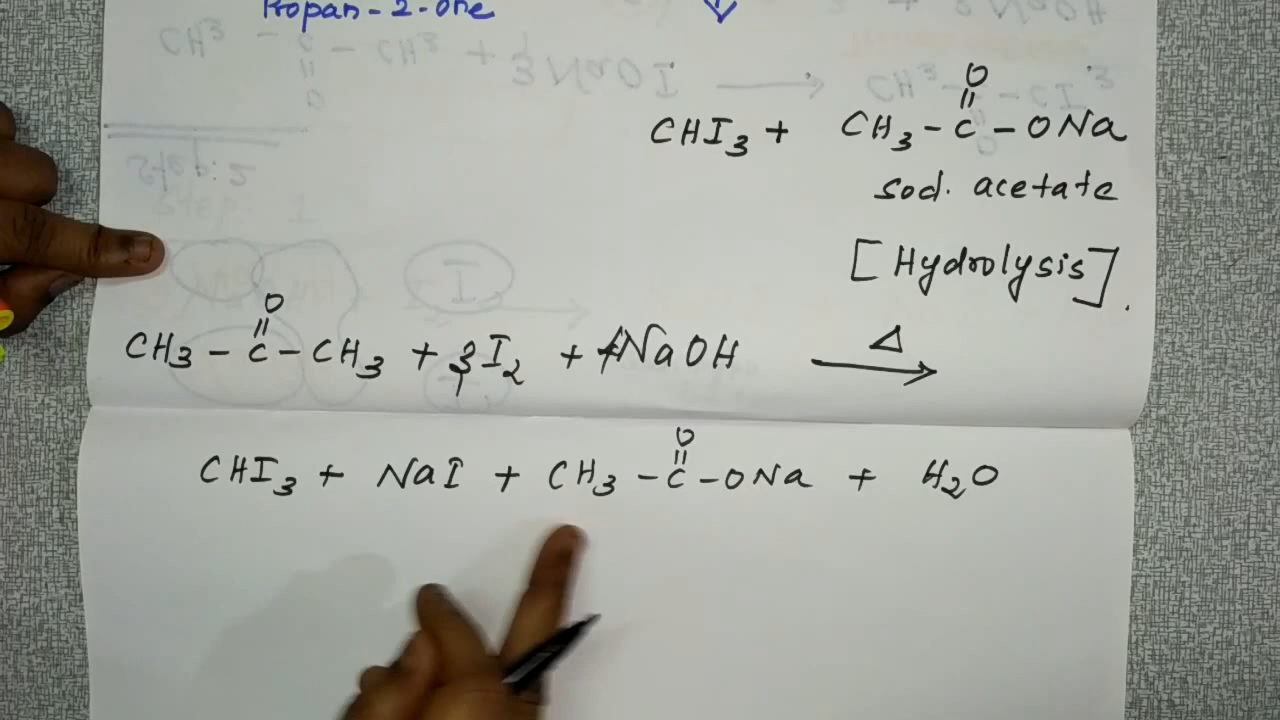 Propan-2-one
CHI3 + CH3-C(=O)-ONa
sod. acetate
[Hydrolysis].
CH3-C(=O)-CH3 + 3I2 + 4NaOH Δ→
CHI3 + NaI + CH3-C(=O)-ONa + H2O